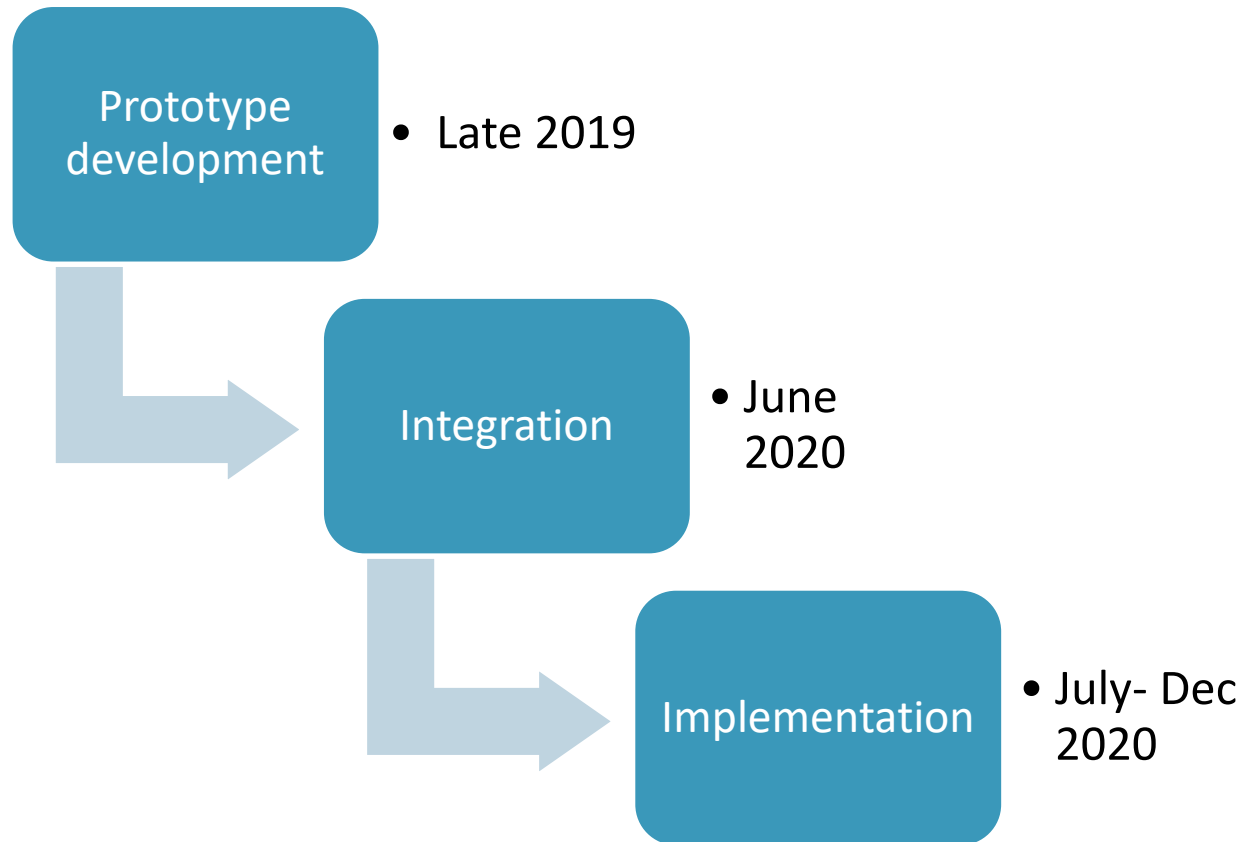 Prototype
development
• Late 2019
Integration
• June
2020
Implementation
• July- Dec
2020